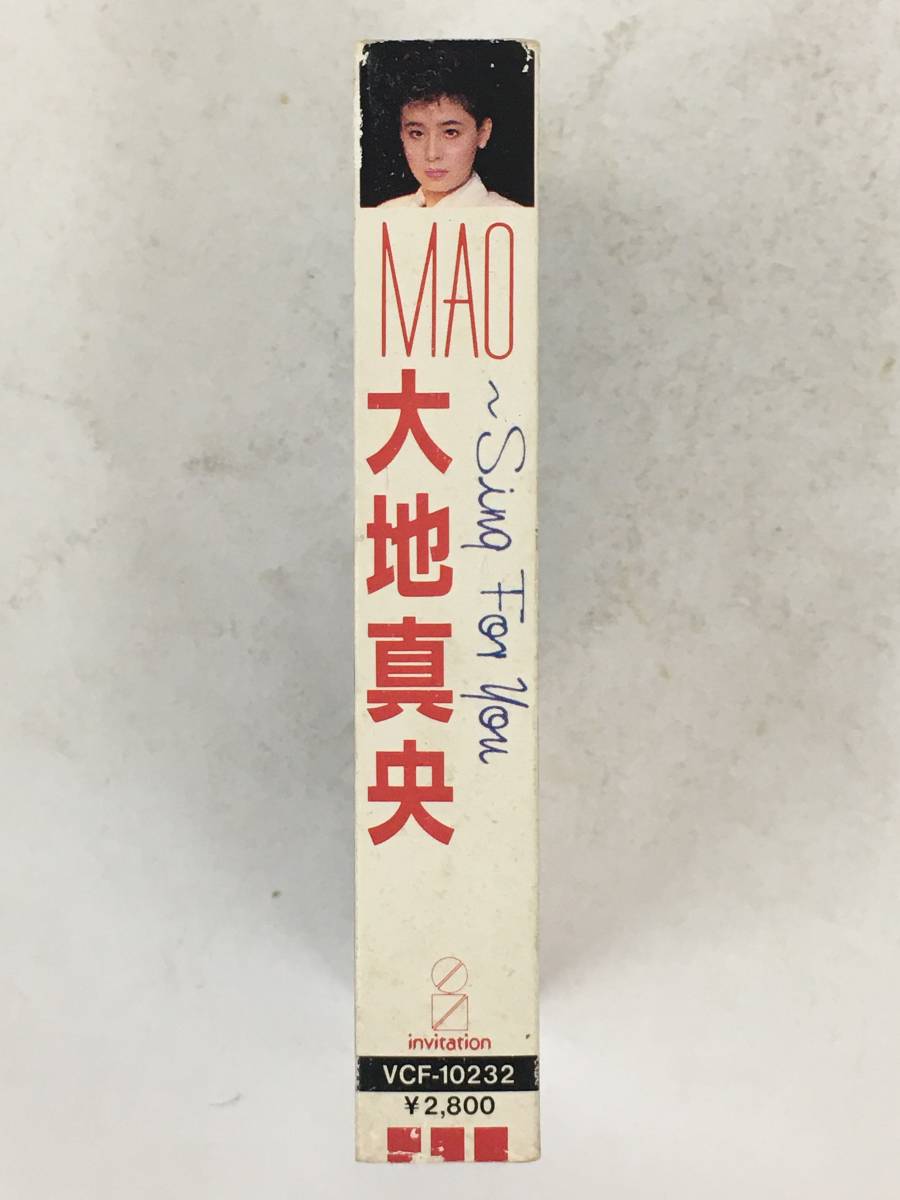 MAO
大地真央
~Sing For You
invitation
VCF-10232
¥2,800